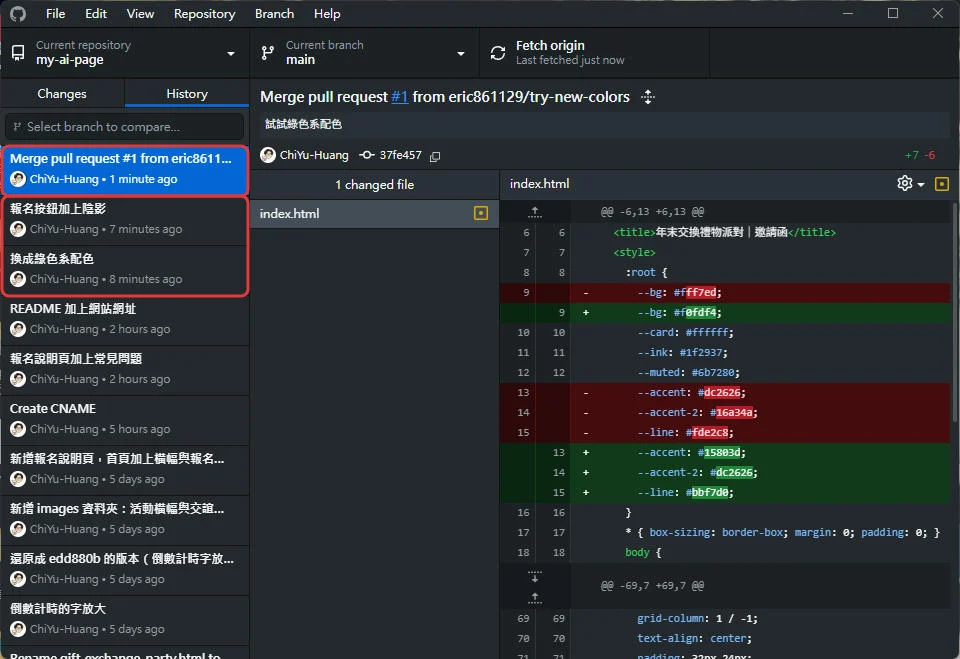 File Edit View Repository Branch Help
Current repository
my-ai-page
Current branch
main
Fetch origin
Last fetched just now
Changes
History
Select branch to compare...
Merge pull request #1 from eric8611...
ChiYu-Huang • 1 minute ago
報名按鈕加上陰影
ChiYu-Huang • 7 minutes ago
換成綠色系配色
ChiYu-Huang • 8 minutes ago
README 加上網站網址
ChiYu-Huang • 2 hours ago
報名說明頁加上常見問題
ChiYu-Huang • 2 hours ago
Create CNAME
ChiYu-Huang • 5 hours ago
新增報名說明頁，首頁加上橫幅與報名...
ChiYu-Huang • 5 days ago
新增 images 資料夾：活動橫幅與交誼...
ChiYu-Huang • 5 days ago
還原成 edd880b 的版本（倒數計時字放...
ChiYu-Huang • 5 days ago
倒數計時的字放大
ChiYu-Huang • 5 days ago
Rename gift-exchange-party.html to
Merge pull request #1 from eric861129/try-new-colors
試試綠色系配色
ChiYu-Huang 37fe457 +7 -6
1 changed file
index.html
index.html
@@ -6,13 +6,13 @@
6 6 <title>年末交換禮物派對｜邀請函</title>
7 7 <style>
8 8 :root {
9 - --bg: #fff7ed;
9 + --bg: #f0fdf4;
10 10 --card: #ffffff;
11 11 --ink: #1f2937;
12 12 --muted: #6b7280;
13 - --accent: #dc2626;
14 - --accent-2: #16a34a;
15 - --line: #fde2c8;
13 + --accent: #15803d;
14 + --accent-2: #dc2626;
15 + --line: #bbf7d0;
16 16 }
17 17 * { box-sizing: border-box; margin: 0; padding: 0; }
18 18 body {
@@ -69,7 +69,7 @@
69 69 grid-column: 1 / -1;
70 70 text-align: center;
71 71 padding: 32px 24px;